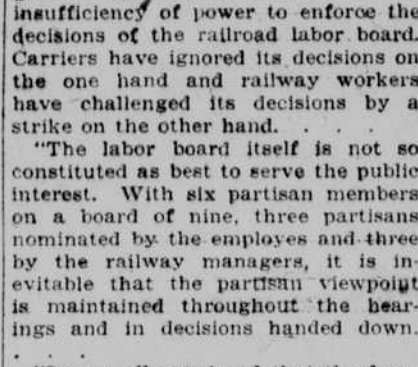 insufficiency of power to enforce the
decisions of the railroad labor board.
Carriers have ignored its decisions on
the one hand and railway workers
have challenged its decisions by a
strike on the other hand. . . .
"The labor board itself is not so
constituted as best to serve the public
interest. With six partisan members
on a board of nine, three partisans
nominated by the employes and three
by the railway managers, it is in-
evitable that the partisan viewpoint
is maintained throughout the hear-
ings and in decisions handed down.
. . .